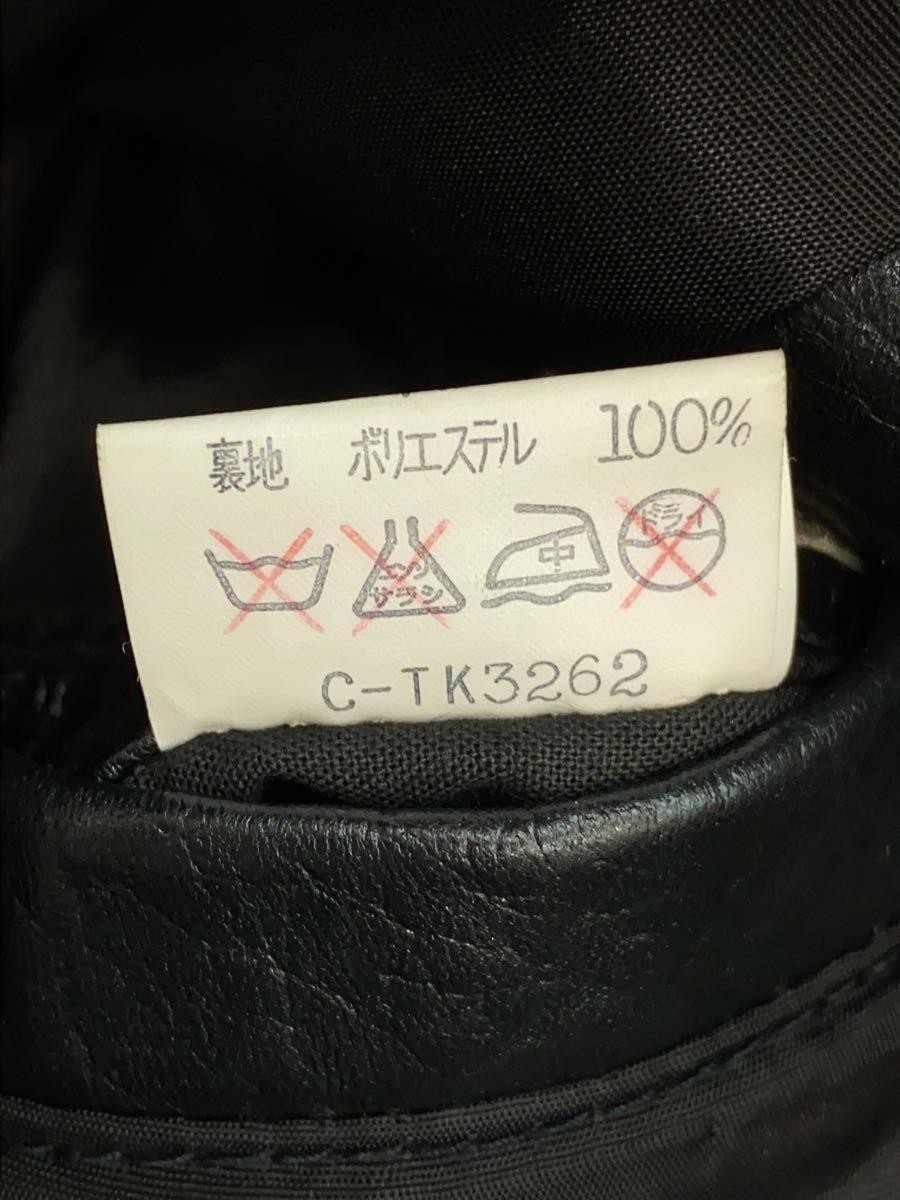 裏地 ポリエステル 100%
エンソ サラシ 中 ドライ
C-TK3262